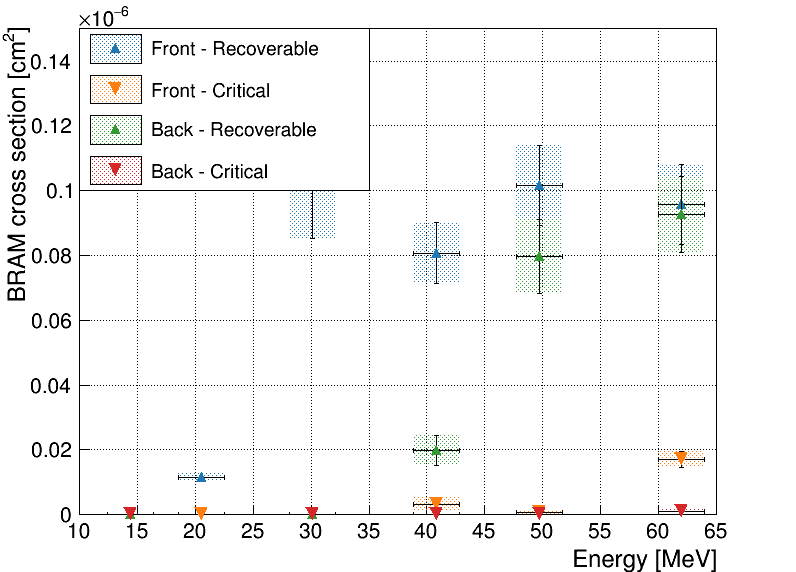 ×10⁻⁶
BRAM cross section [cm²]
Front - Recoverable
Front - Critical
Back - Recoverable
Back - Critical
0.14
0.12
0.1
0.08
0.06
0.04
0.02
0
10 15 20 25 30 35 40 45 50 55 60 65
Energy [MeV]